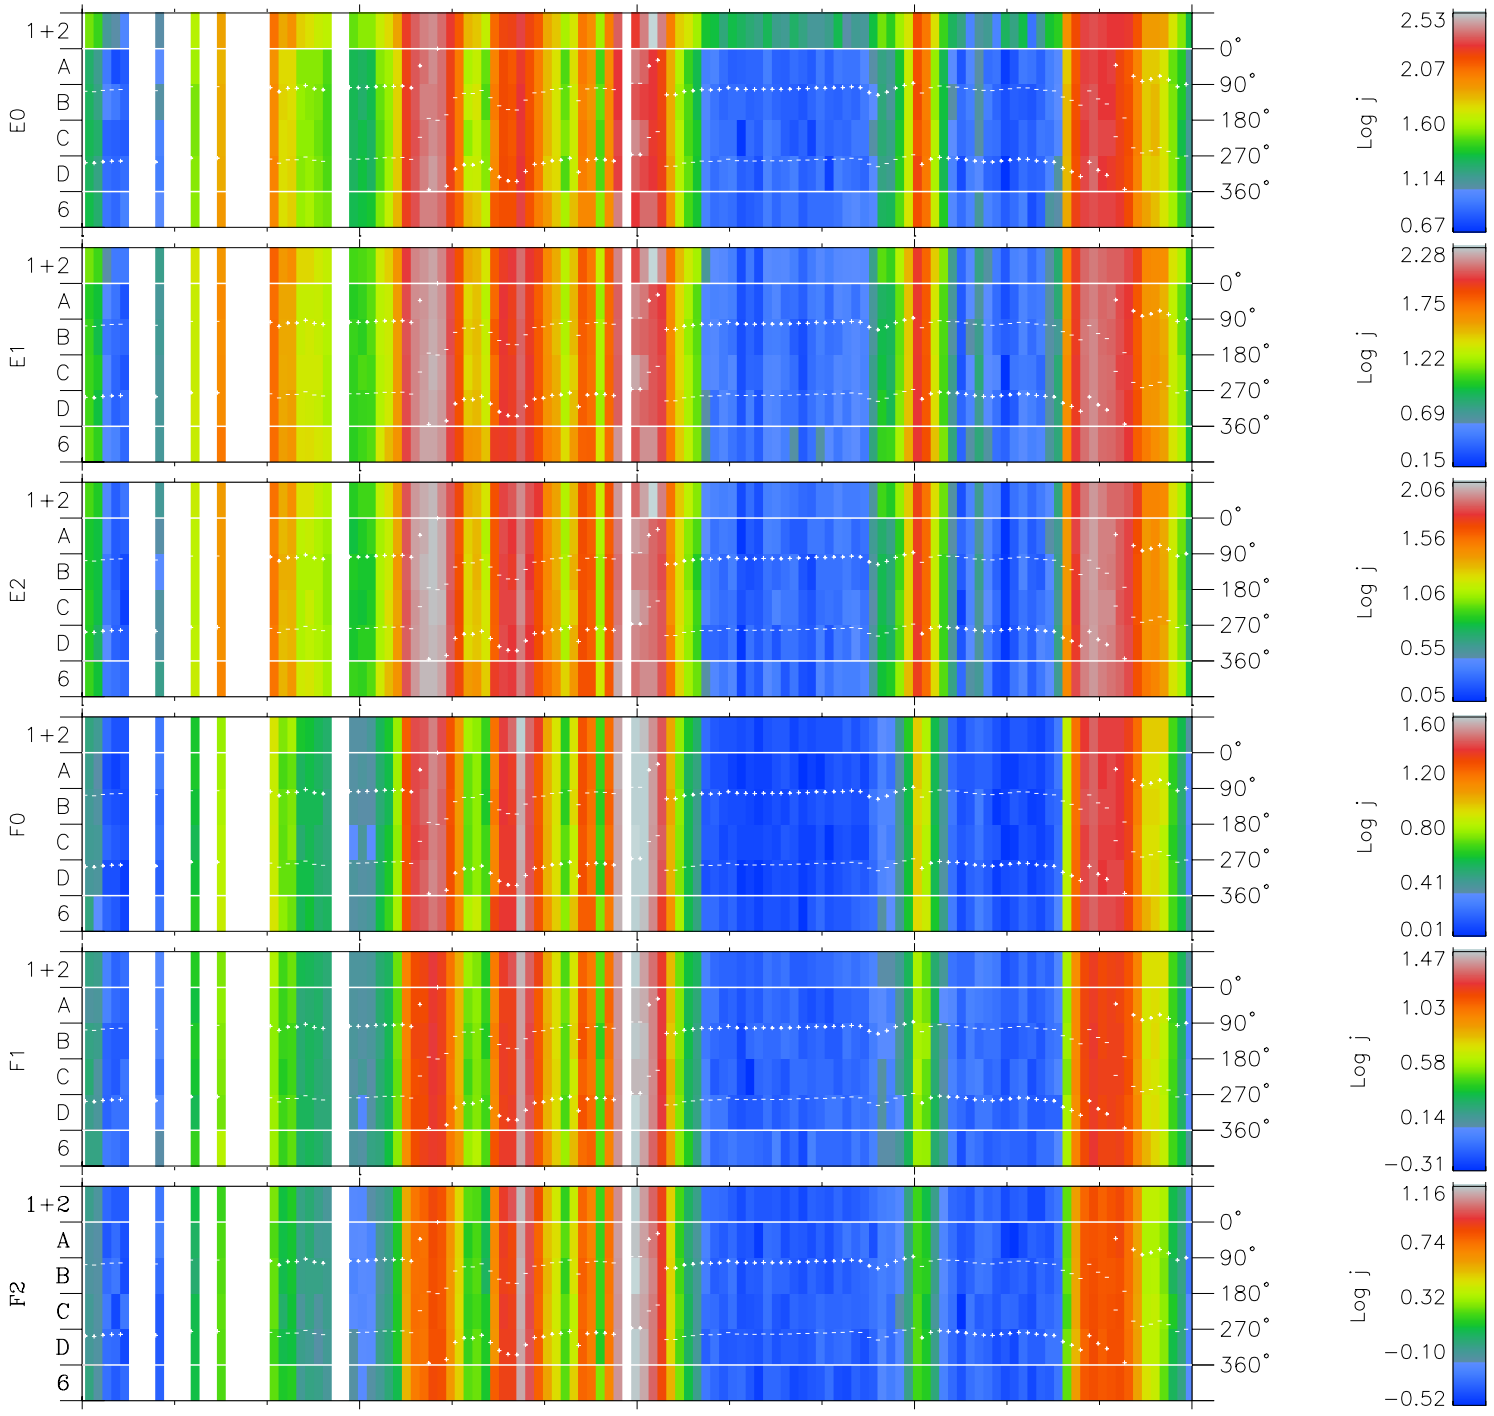 E0
1+2
A
B
C
D
6
0°
90°
180°
270°
360°
Log j
2.53
2.07
1.60
1.14
0.67
E1
1+2
A
B
C
D
6
0°
90°
180°
270°
360°
Log j
2.28
1.75
1.22
0.69
0.15
E2
1+2
A
B
C
D
6
0°
90°
180°
270°
360°
Log j
2.06
1.56
1.06
0.55
0.05
F0
1+2
A
B
C
D
6
0°
90°
180°
270°
360°
Log j
1.60
1.20
0.80
0.41
0.01
F1
1+2
A
B
C
D
6
0°
90°
180°
270°
360°
Log j
1.47
1.03
0.58
0.14
−0.31
F2
1+2
A
B
C
D
6
0°
90°
180°
270°
360°
Log j
1.16
0.74
0.32
−0.10
−0.52